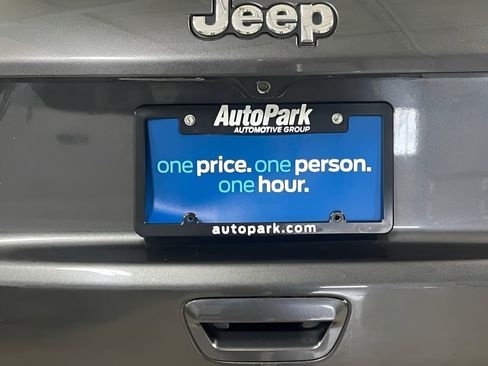 Jeep
AutoPark
AUTOMOTIVE GROUP
one price. one person.
one hour.
autopark.com